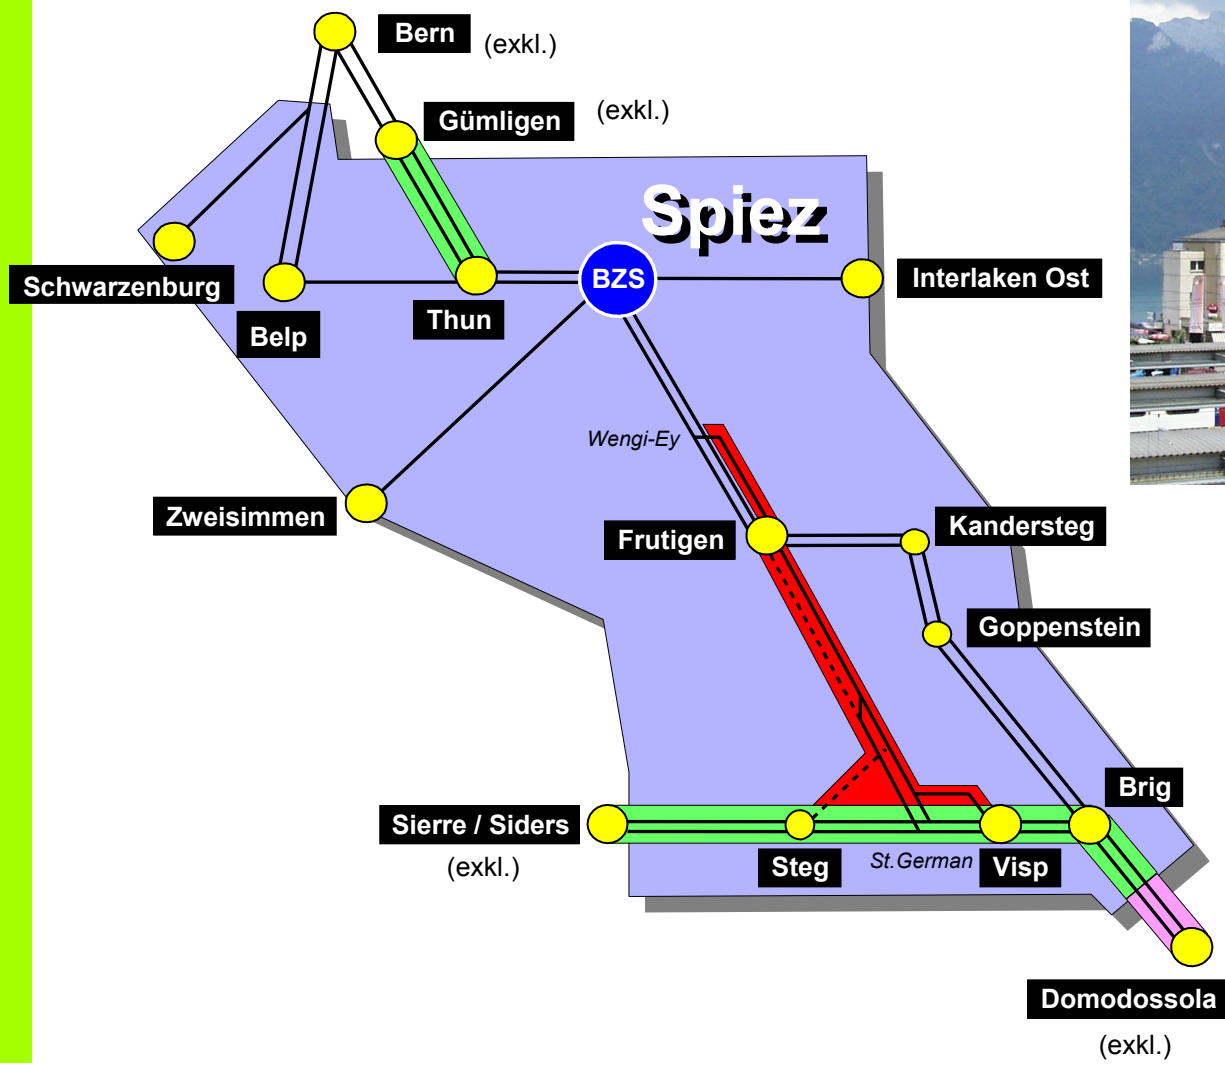 Bern
(exkl.)
Gümligen
(exkl.)
Spiez
BZS
Interlaken Ost
Schwarzenburg
Belp
Thun
Wengi-Ey
Zweisimmen
Frutigen
Kandersteg
Goppenstein
Brig
Sierre / Siders
(exkl.)
Steg
St.German
Visp
Domodossola
(exkl.)